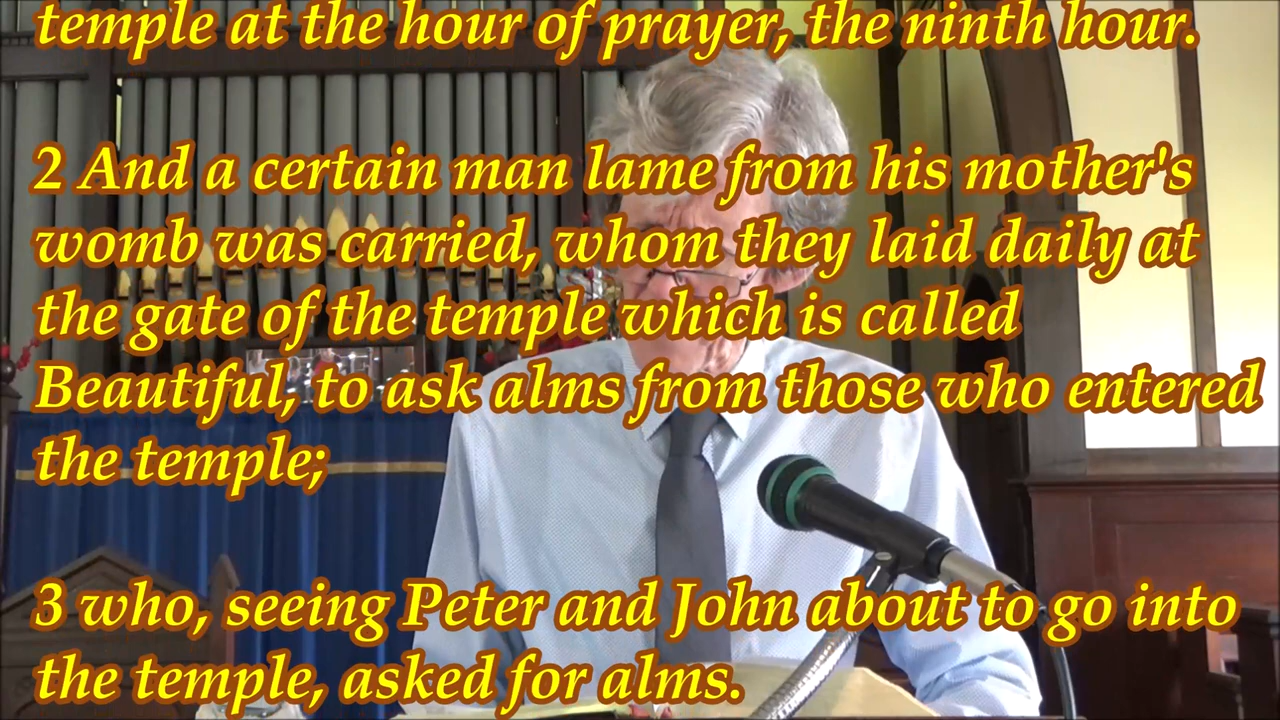 temple at the hour of prayer, the ninth hour.
2 And a certain man lame from his mother's
womb was carried, whom they laid daily at
the gate of the temple which is called
Beautiful, to ask alms from those who entered
the temple;
3 who, seeing Peter and John about to go into
the temple, asked for alms.